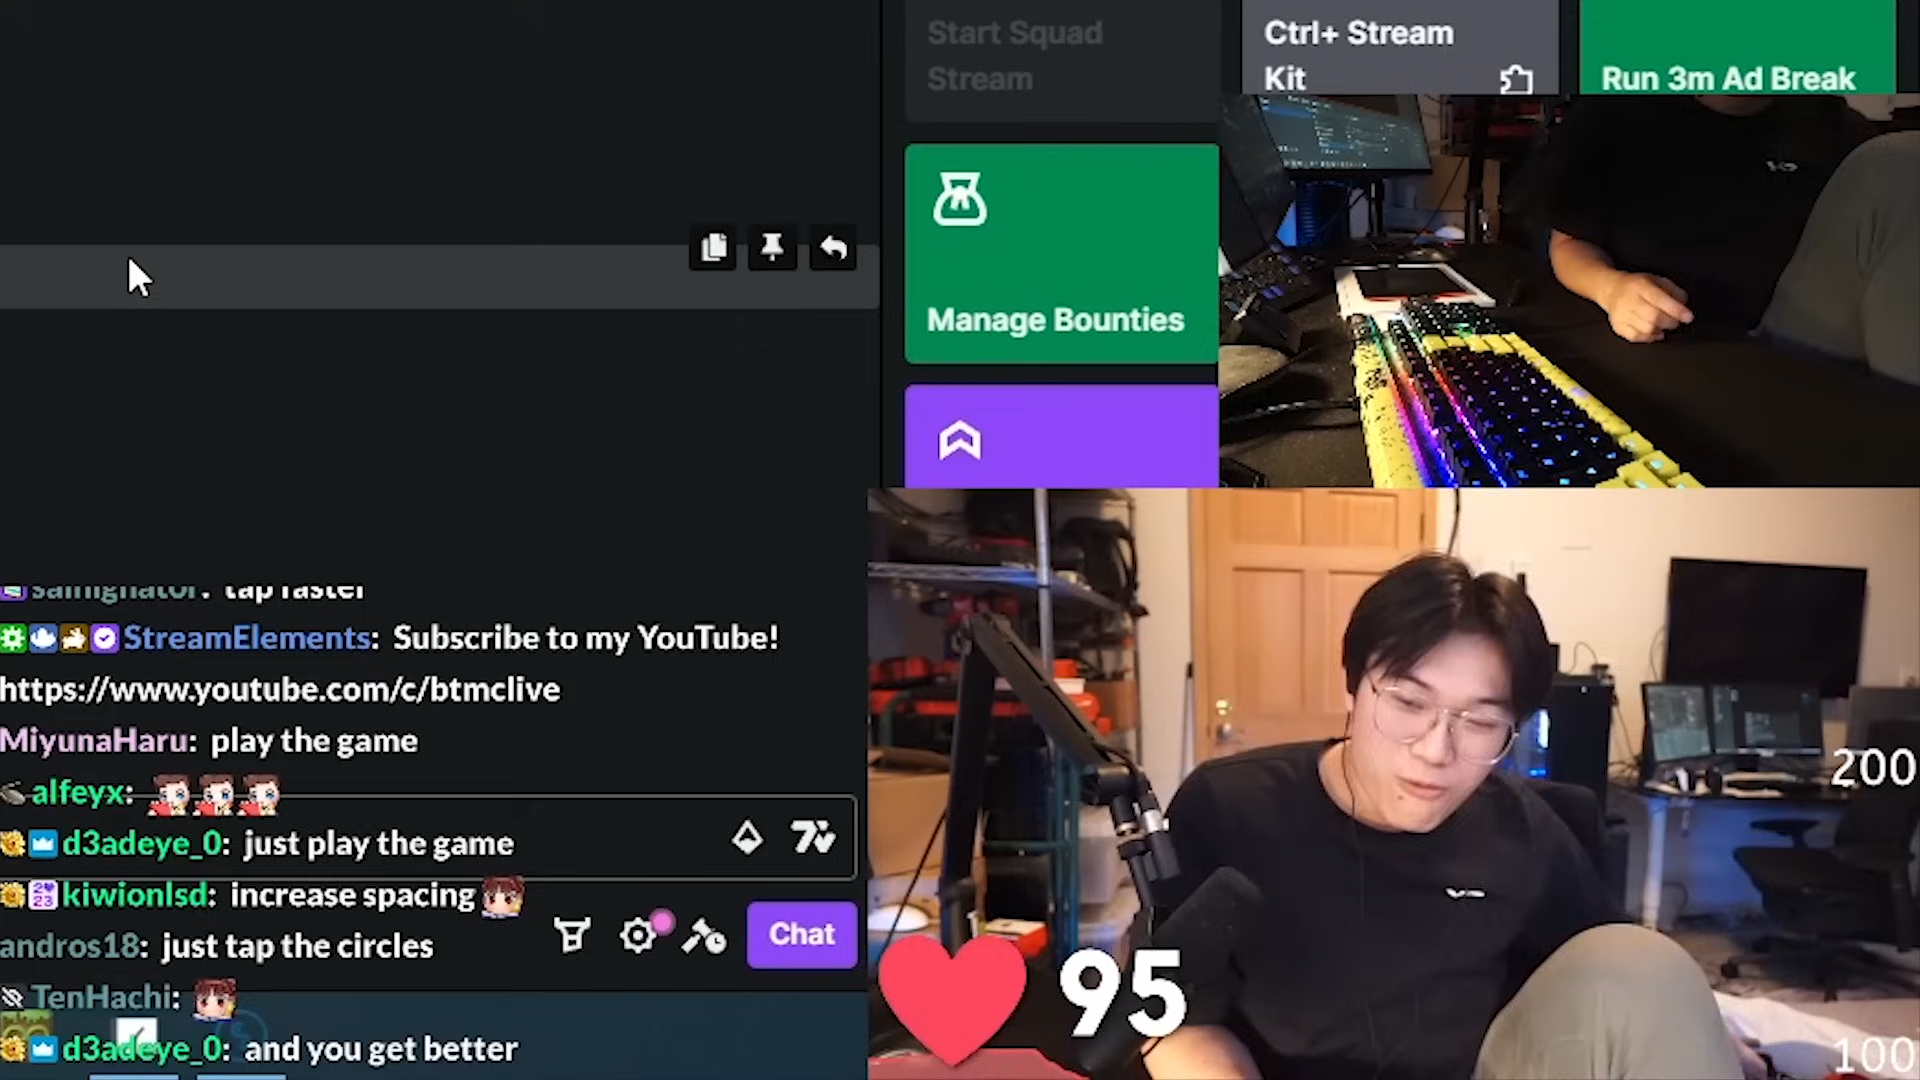 Start Squad
Stream
Ctrl+ Stream
Kit
Run 3m Ad Break
Manage Bounties
tap faster
StreamElements: Subscribe to my YouTube!
https://www.youtube.com/c/btmclive
MiyunaHaru: play the game
alfeyx:
d3adeye_0: just play the game
kiwionlsd: increase spacing
andros18: just tap the circles
TenHachi:
d3adeye_0: and you get better
Chat
95
200
100